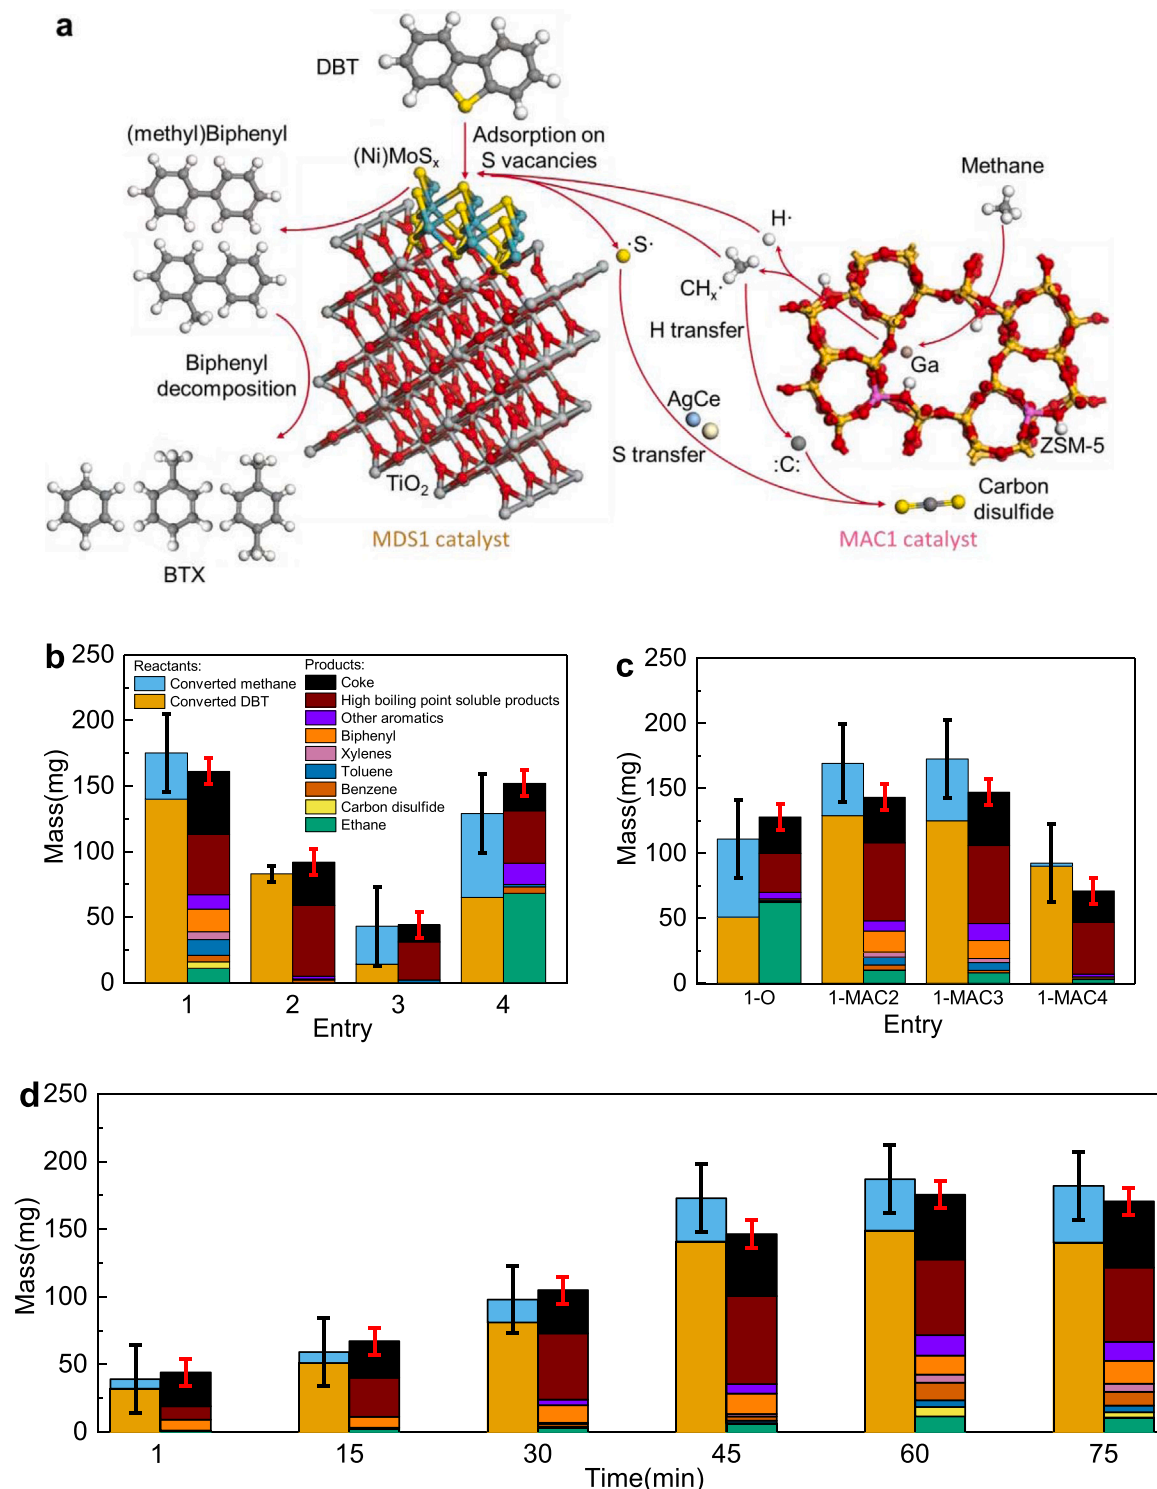 a
DBT
(methyl)Biphenyl
Adsorption on
S vacancies
(Ni)MoSₓ
Methane
H·
·S·
CHₓ·
H transfer
Ga
Biphenyl
decomposition
AgCe
S transfer
:C:
ZSM-5
TiO₂
Carbon
disulfide
MDS1 catalyst
MAC1 catalyst
BTX
b
250
200
150
100
50
0
Mass(mg)
Reactants:
Converted methane
Converted DBT
Products:
Coke
High boiling point soluble products
Other aromatics
Biphenyl
Xylenes
Toluene
Benzene
Carbon disulfide
Ethane
1 2 3 4
Entry
c
250
200
150
100
50
0
Mass(mg)
1-O 1-MAC2 1-MAC3 1-MAC4
Entry
d
250
200
150
100
50
0
Mass(mg)
1 15 30 45 60 75
Time(min)